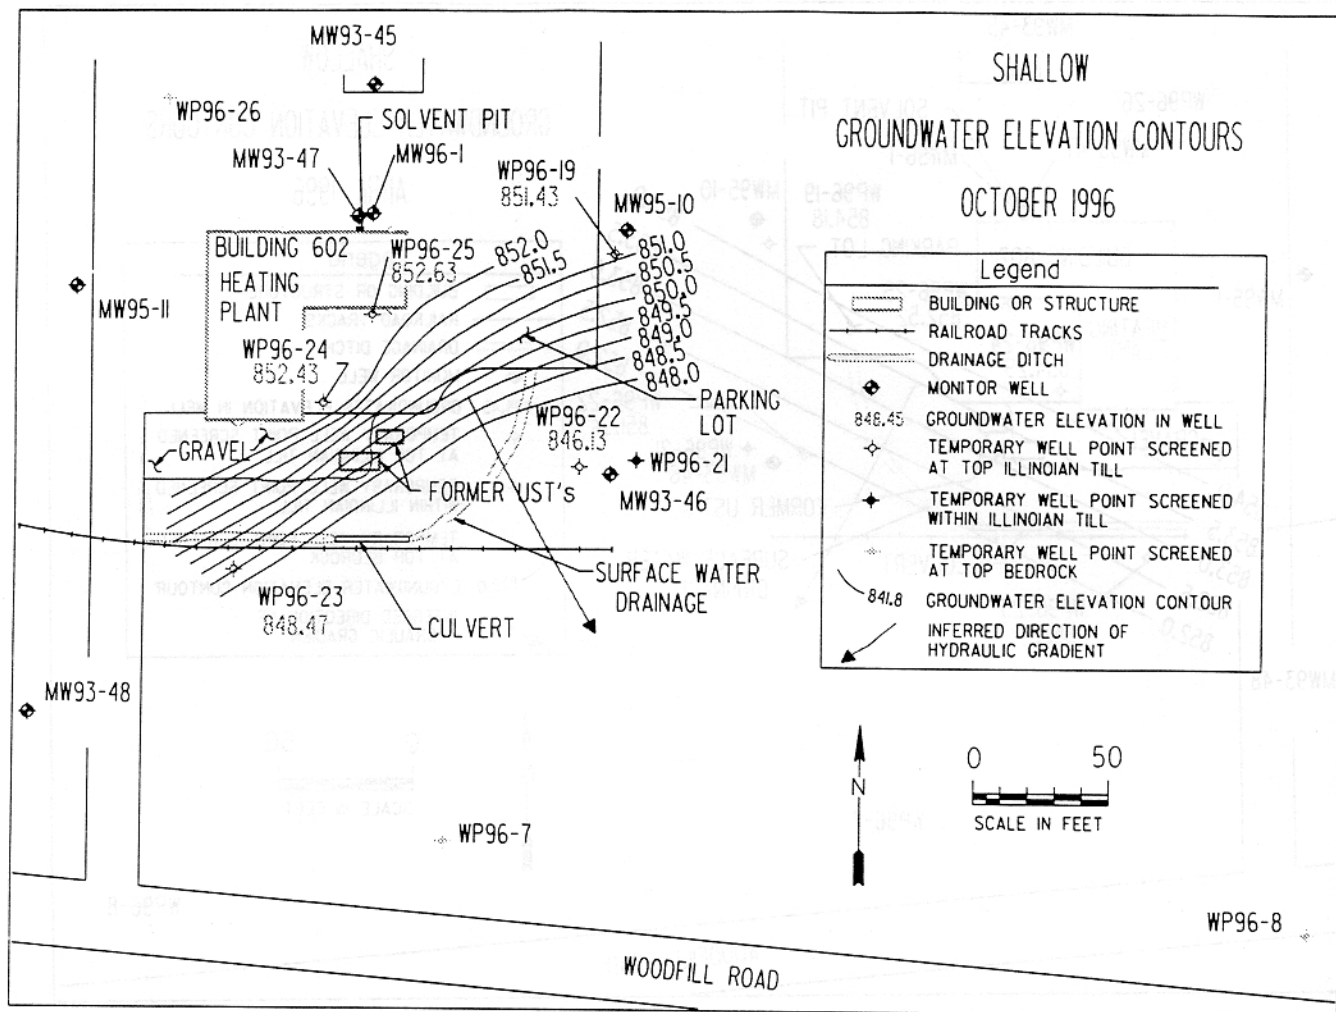 MW93-45
SHALLOW
GROUNDWATER ELEVATION CONTOURS
OCTOBER 1996
WP96-26
SOLVENT PIT
MW93-47
MW96-1
WP96-19
851.43
MW95-10
BUILDING 602
HEATING
PLANT
WP96-25
852.63
852.0
851.5
851.0
850.5
850.0
849.5
849.0
848.5
848.0
MW95-11
WP96-24
852.43
PARKING
LOT
WP96-22
846.13
GRAVEL
WP96-21
MW93-46
FORMER UST's
SURFACE WATER
DRAINAGE
WP96-23
848.47
CULVERT
MW93-48
WP96-7
WP96-8
WOODFILL ROAD
Legend
BUILDING OR STRUCTURE
RAILROAD TRACKS
DRAINAGE DITCH
MONITOR WELL
848.45 GROUNDWATER ELEVATION IN WELL
TEMPORARY WELL POINT SCREENED
AT TOP ILLINOIAN TILL
TEMPORARY WELL POINT SCREENED
WITHIN ILLINOIAN TILL
TEMPORARY WELL POINT SCREENED
AT TOP BEDROCK
841.8 GROUNDWATER ELEVATION CONTOUR
INFERRED DIRECTION OF
HYDRAULIC GRADIENT
N
0 50
SCALE IN FEET